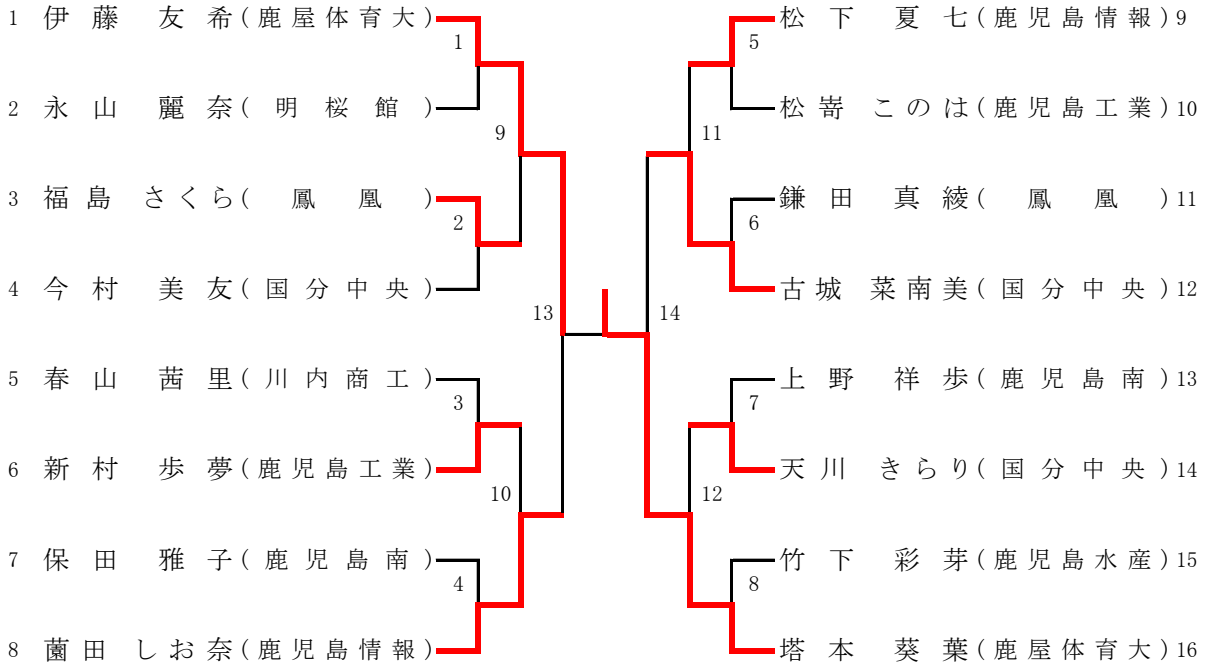 1 伊藤 友希(鹿屋体育大)
2 永山 麗奈(明桜館)
3 福島 さくら(鳳凰)
4 今村 美友(国分中央)
5 春山 茜里(川内商工)
6 新村 歩夢(鹿児島工業)
7 保田 雅子(鹿児島南)
8 薗田 しお奈(鹿児島情報)
1
2
3
4
9
10
13
14
11
12
5
6
7
8
松下 夏七(鹿児島情報)9
松嵜 このは(鹿児島工業)10
鎌田 真綾(鳳凰)11
古城 菜南美(国分中央)12
上野 祥歩(鹿児島南)13
天川 きらり(国分中央)14
竹下 彩芽(鹿児島水産)15
塔本 葵葉(鹿屋体育大)16